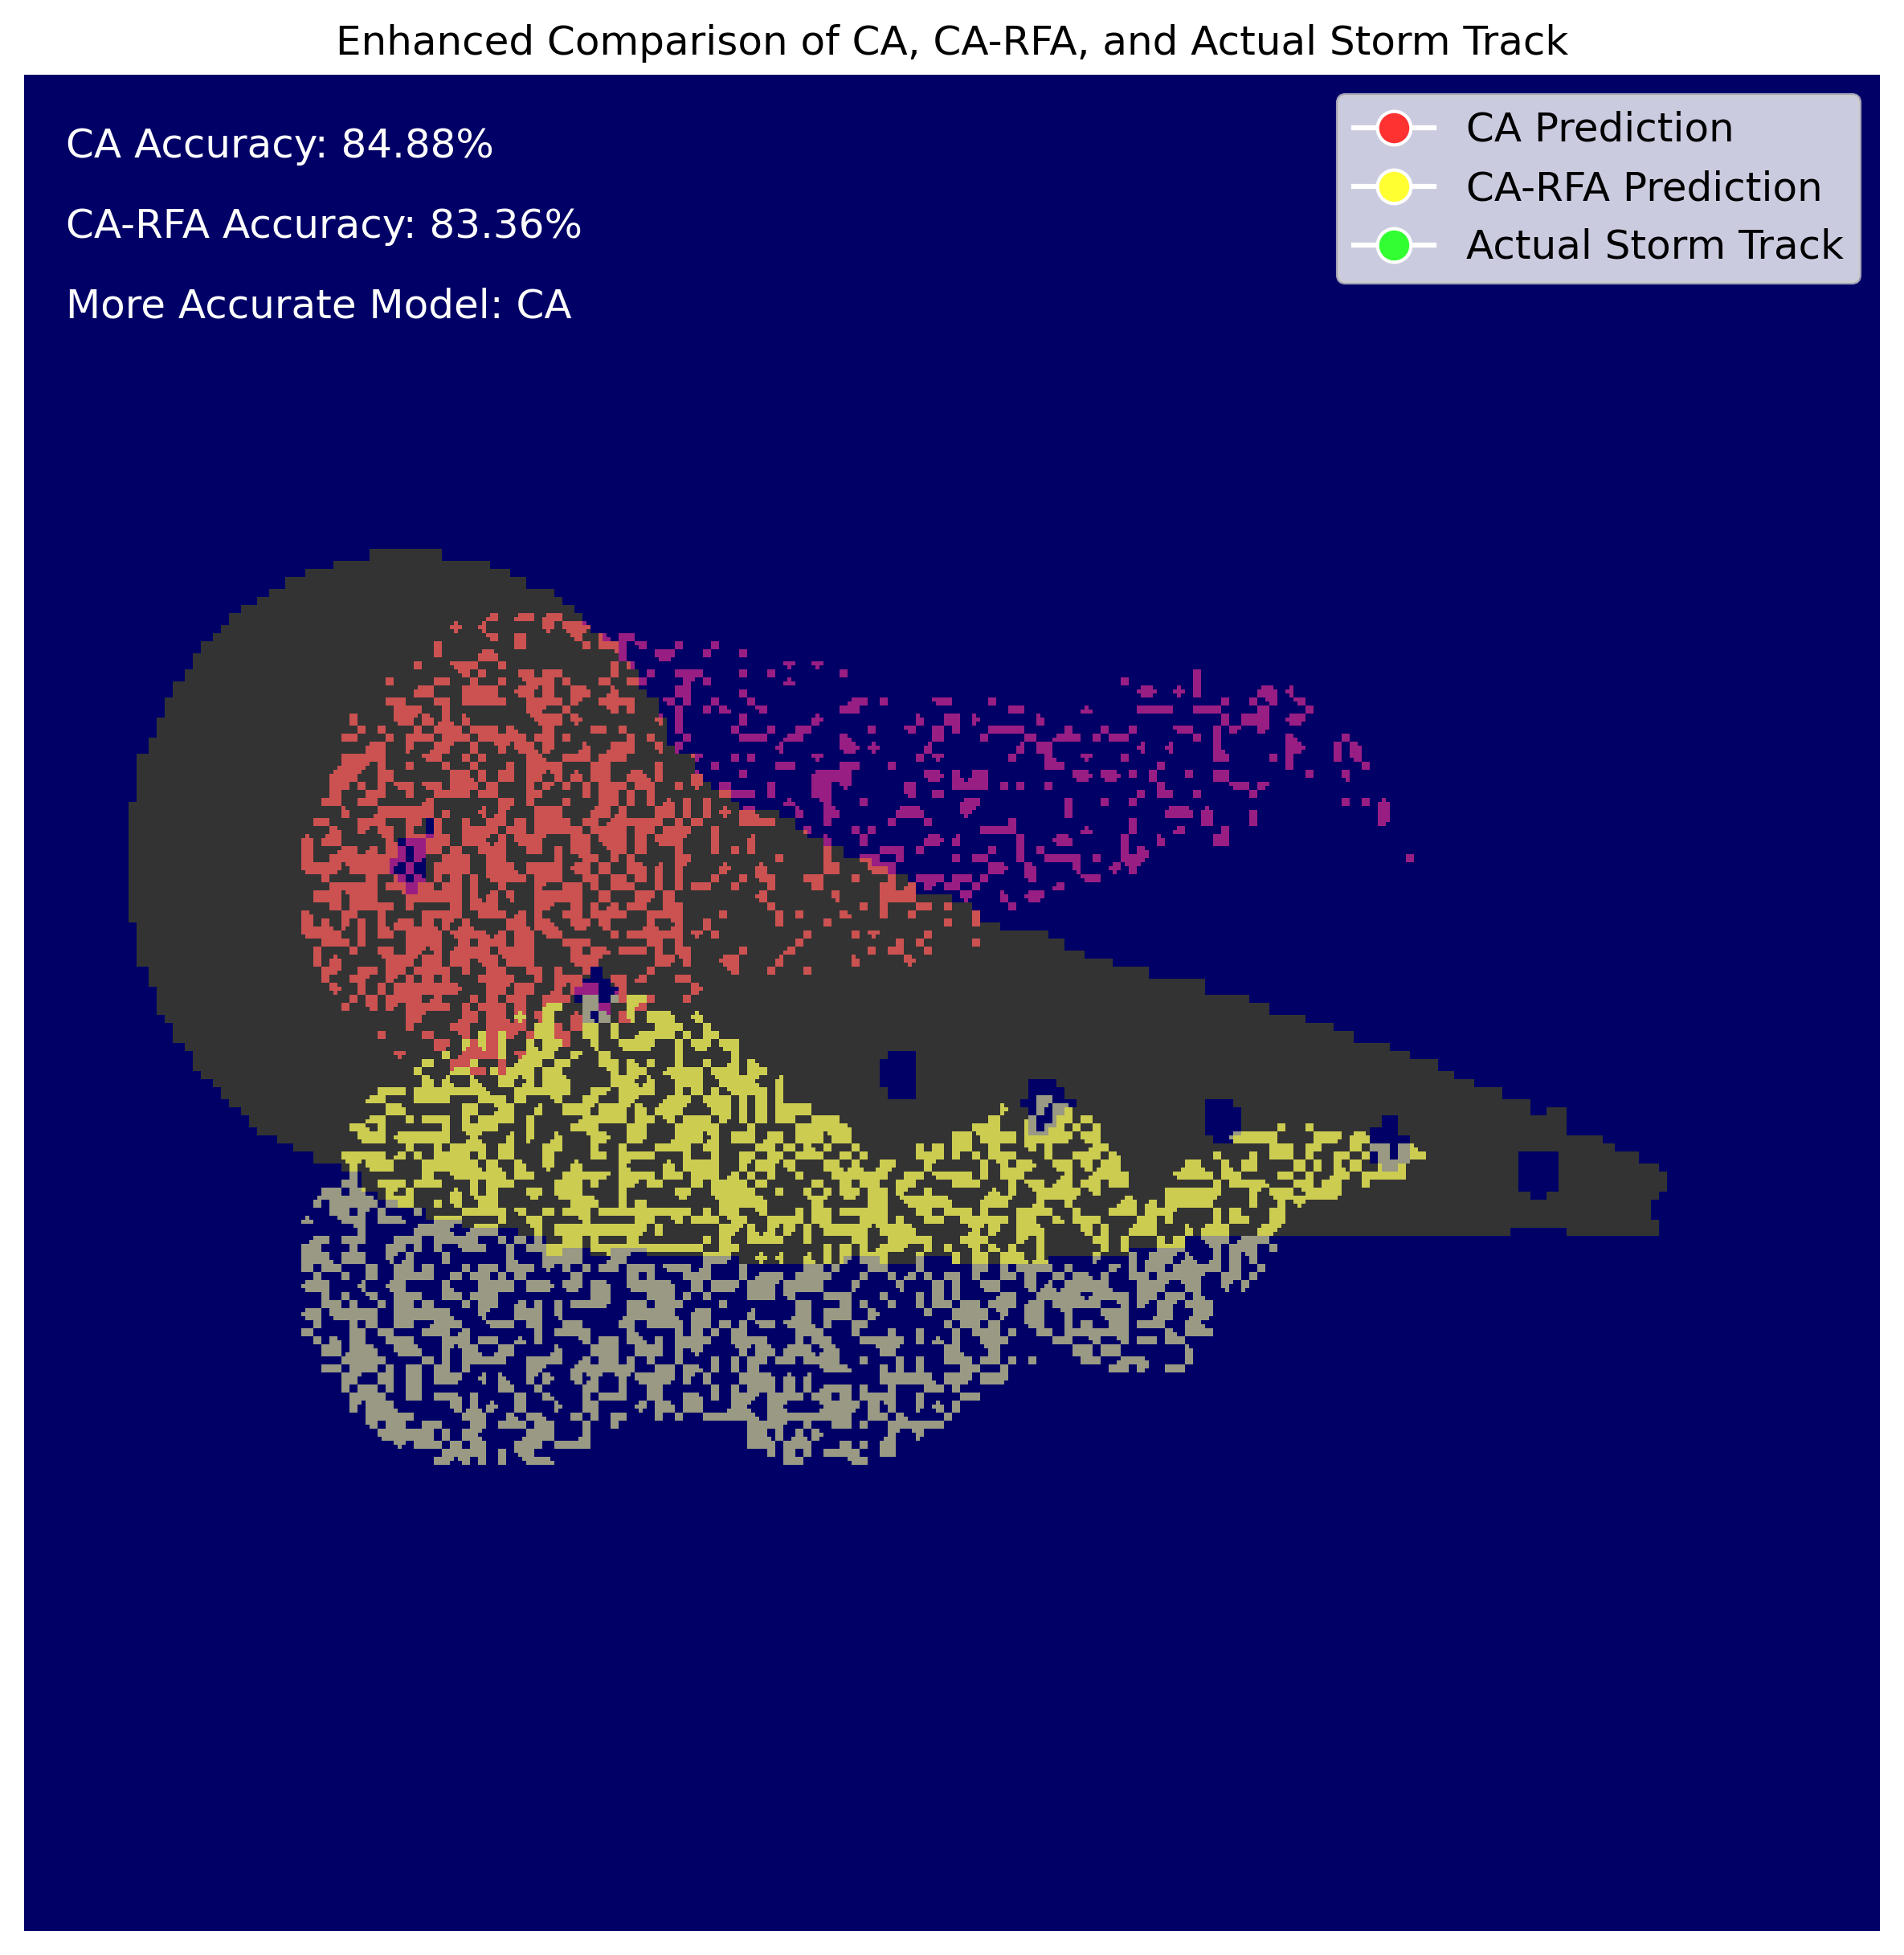 Enhanced Comparison of CA, CA-RFA, and Actual Storm Track
CA Accuracy: 84.88%
CA-RFA Accuracy: 83.36%
More Accurate Model: CA
CA Prediction
CA-RFA Prediction
Actual Storm Track